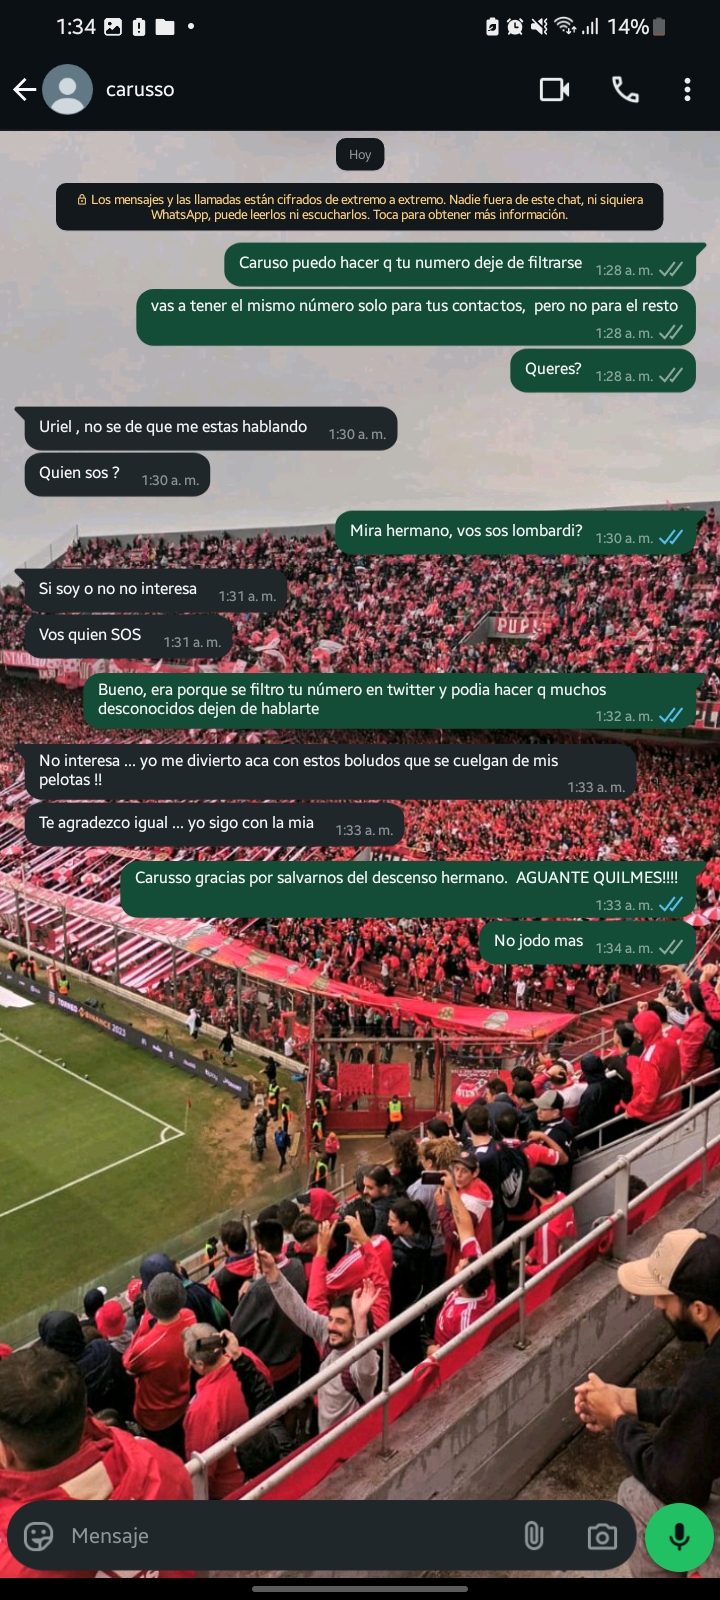 1:34
14%
carusso
Hoy
Los mensajes y las llamadas están cifrados de extremo a extremo. Nadie fuera de este chat, ni siquiera
WhatsApp, puede leerlos ni escucharlos. Toca para obtener más información.
Caruso puedo hacer q tu numero deje de filtrarse 1:28 a. m.
vas a tener el mismo número solo para tus contactos, pero no para el resto
1:28 a. m.
Queres? 1:28 a. m.
Uriel , no se de que me estas hablando 1:30 a. m.
Quien sos ? 1:30 a. m.
Mira hermano, vos sos lombardi? 1:30 a. m.
Si soy o no no interesa 1:31 a. m.
Vos quien SOS 1:31 a. m.
PUP!
Bueno, era porque se filtro tu número en twitter y podia hacer q muchos
desconocidos dejen de hablarte 1:32 a. m.
No interesa ... yo me divierto aca con estos boludos que se cuelgan de mis
pelotas !! 1:33 a. m.
Te agradezco igual ... yo sigo con la mia 1:33 a. m.
Carusso gracias por salvarnos del descenso hermano. AGUANTE QUILMES!!!!
1:33 a. m.
No jodo mas 1:34 a. m.
TORNEO BINANCE 2023
Mensaje